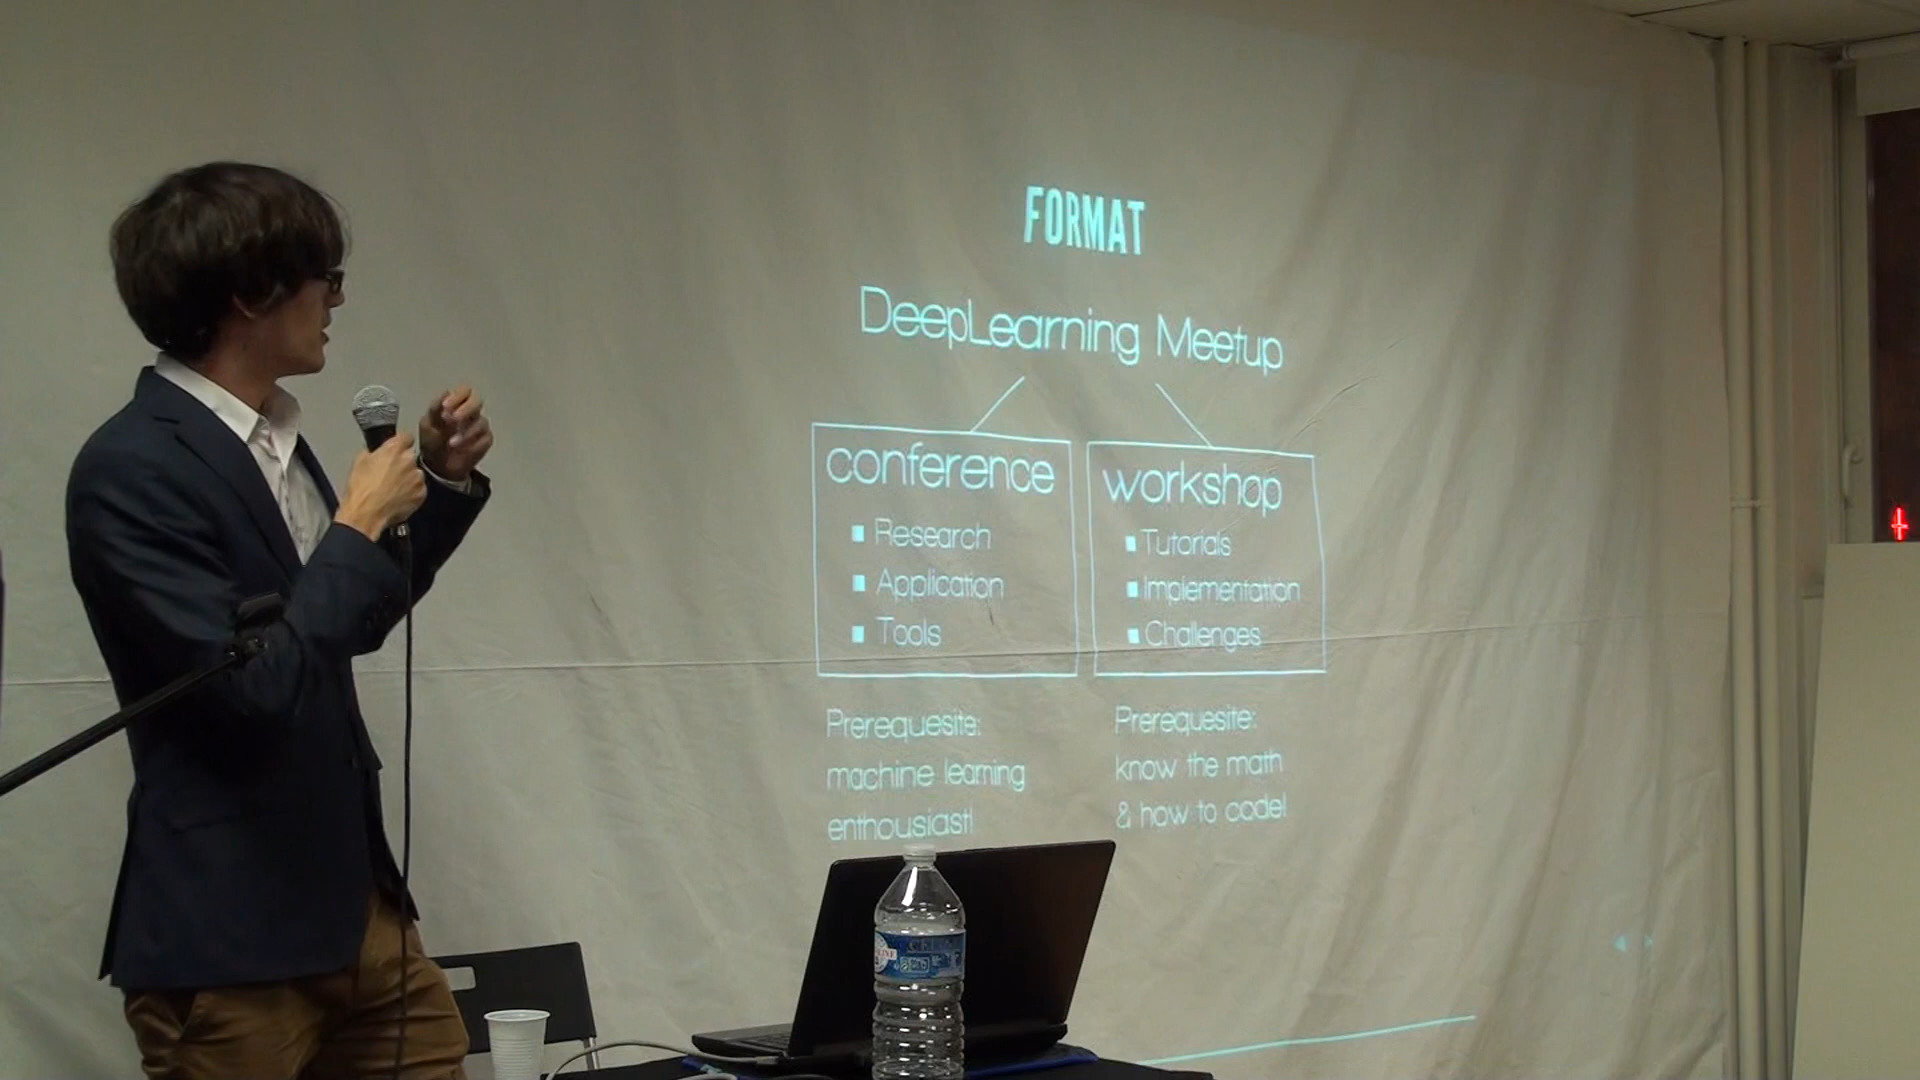 FORMAT
DeepLearning Meetup
conference
▪ Research
▪ Application
▪ Tools
Prerequesite:
machine learning
enthousiast!
workshop
▪ Tutorials
▪ Implementation
▪ Challenges
Prerequesite:
know the math
& how to code!